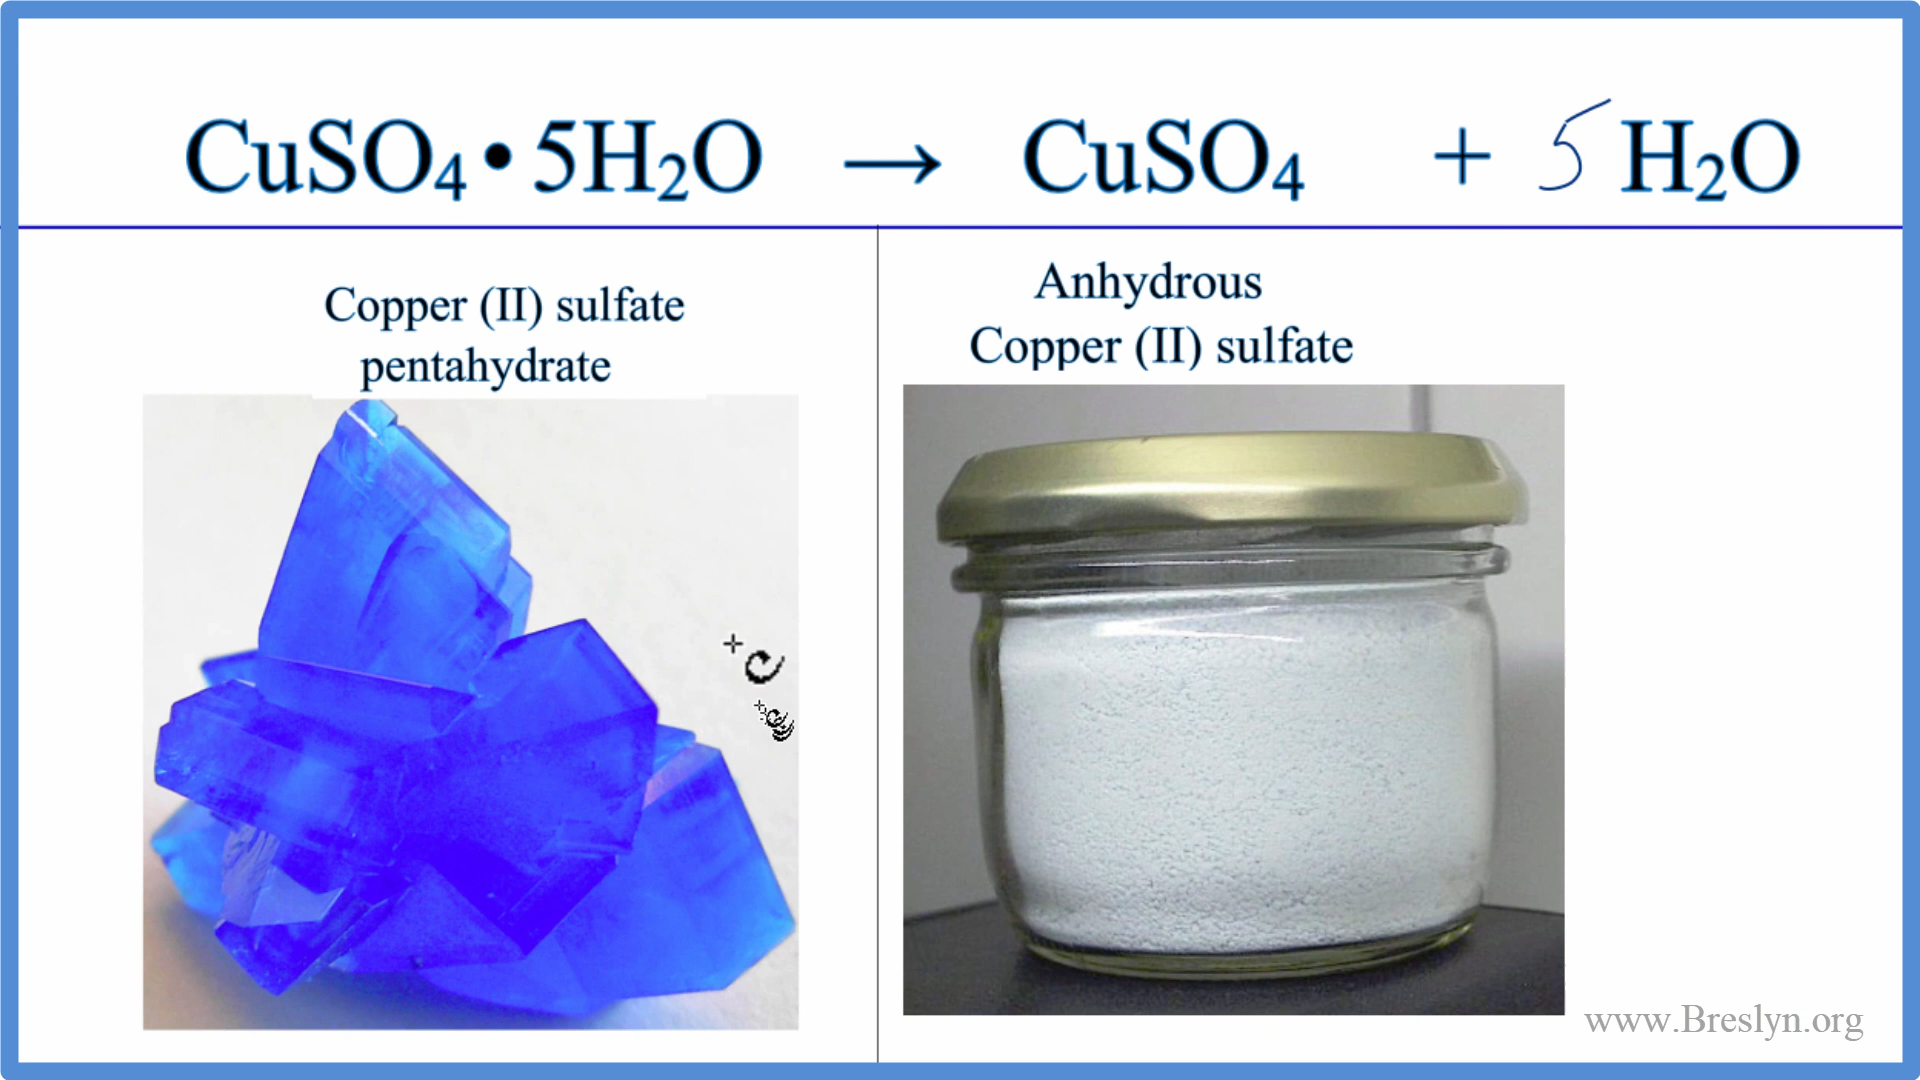 CuSO₄ • 5H₂O → CuSO₄ + 5 H₂O
Copper (II) sulfate
pentahydrate
Anhydrous
Copper (II) sulfate
www.Breslyn.org